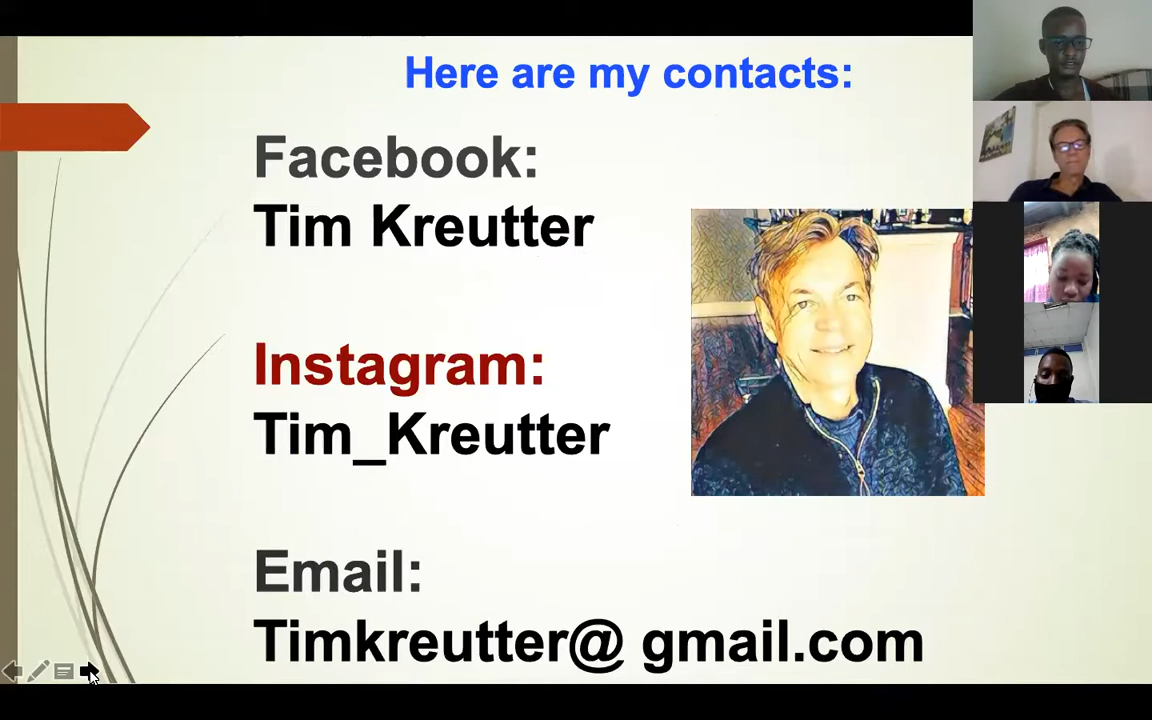 Here are my contacts:
Facebook:
Tim Kreutter
Instagram:
Tim_Kreutter
Email:
Timkreutter@ gmail.com